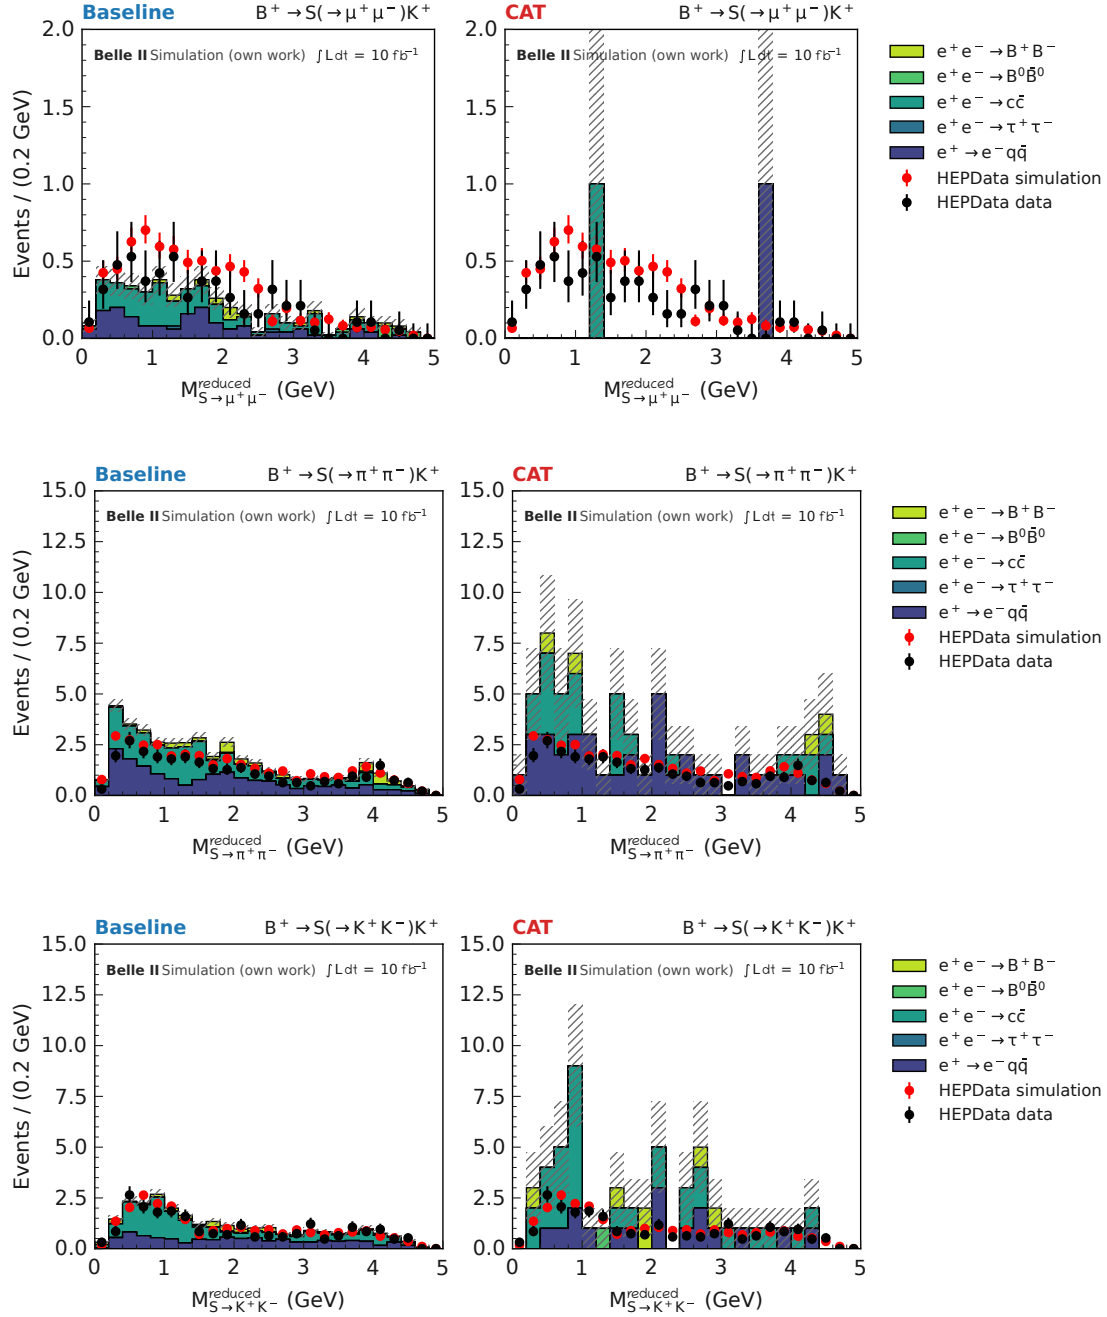 Baseline B⁺ → S(→ μ⁺μ⁻)K⁺
Belle II Simulation (own work) ∫L dt = 10 fb⁻¹
Events / (0.2 GeV)
2.0
1.5
1.0
0.5
0.0
0 1 2 3 4 5
M^reduced_S→μ⁺μ⁻ (GeV)
CAT B⁺ → S(→ μ⁺μ⁻)K⁺
Belle II Simulation (own work) ∫L dt = 10 fb⁻¹
2.0
1.5
1.0
0.5
0.0
0 1 2 3 4 5
M^reduced_S→μ⁺μ⁻ (GeV)
e⁺e⁻ → B⁺B⁻
e⁺e⁻ → B⁰B̄⁰
e⁺e⁻ → cc̄
e⁺e⁻ → τ⁺τ⁻
e⁺ → e⁻qq̄
HEPData simulation
HEPData data
Baseline B⁺ → S(→ π⁺π⁻)K⁺
Belle II Simulation (own work) ∫L dt = 10 fb⁻¹
Events / (0.2 GeV)
15.0
12.5
10.0
7.5
5.0
2.5
0.0
0 1 2 3 4 5
M^reduced_S→π⁺π⁻ (GeV)
CAT B⁺ → S(→ π⁺π⁻)K⁺
Belle II Simulation (own work) ∫L dt = 10 fb⁻¹
15.0
12.5
10.0
7.5
5.0
2.5
0.0
0 1 2 3 4 5
M^reduced_S→π⁺π⁻ (GeV)
e⁺e⁻ → B⁺B⁻
e⁺e⁻ → B⁰B̄⁰
e⁺e⁻ → cc̄
e⁺e⁻ → τ⁺τ⁻
e⁺ → e⁻qq̄
HEPData simulation
HEPData data
Baseline B⁺ → S(→ K⁺K⁻)K⁺
Belle II Simulation (own work) ∫L dt = 10 fb⁻¹
Events / (0.2 GeV)
15.0
12.5
10.0
7.5
5.0
2.5
0.0
0 1 2 3 4 5
M^reduced_S→K⁺K⁻ (GeV)
CAT B⁺ → S(→ K⁺K⁻)K⁺
Belle II Simulation (own work) ∫L dt = 10 fb⁻¹
15.0
12.5
10.0
7.5
5.0
2.5
0.0
0 1 2 3 4 5
M^reduced_S→K⁺K⁻ (GeV)
e⁺e⁻ → B⁺B⁻
e⁺e⁻ → B⁰B̄⁰
e⁺e⁻ → cc̄
e⁺e⁻ → τ⁺τ⁻
e⁺ → e⁻qq̄
HEPData simulation
HEPData data